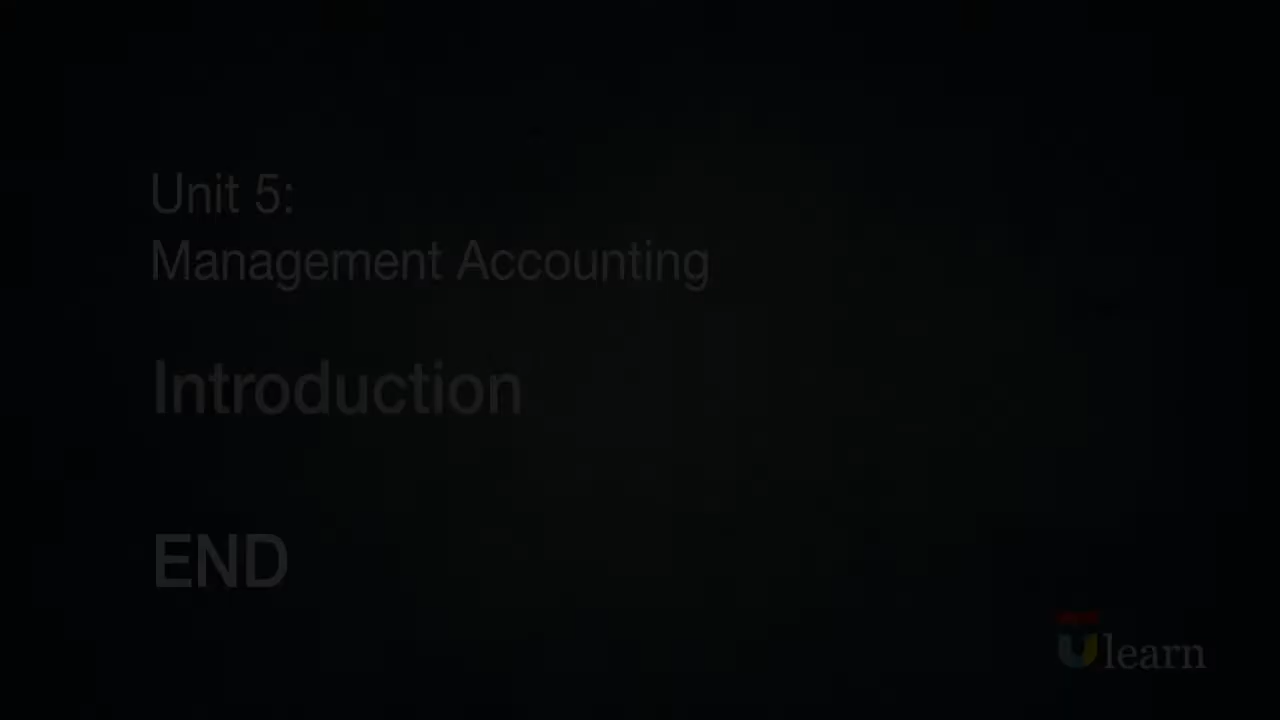 Unit 5:
Management Accounting
Introduction
END
Ulearn